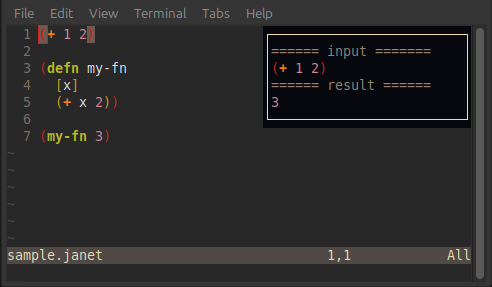 File Edit View Terminal Tabs Help
1 (+ 1 2)
2
3 (defn my-fn
4   [x]
5   (+ x 2))
6
7 (my-fn 3)
~
~
~
~
~
~
====== input =======
(+ 1 2)
====== result ======
3
sample.janet 1,1 All